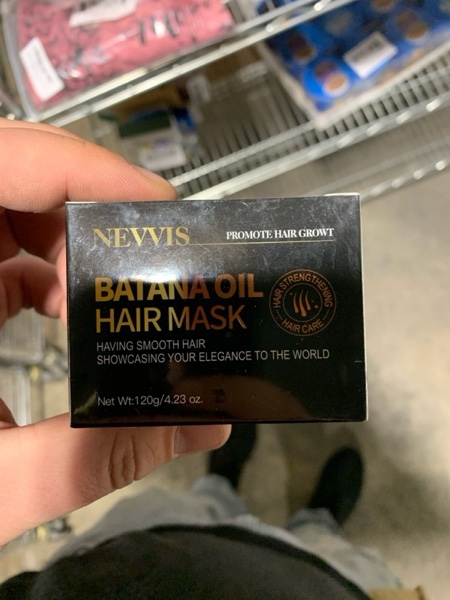 NEVVIS
PROMOTE HAIR GROWT
BATANA OIL
HAIR MASK
HAIR STRENGTHENING
HAIR CARE
HAVING SMOOTH HAIR
SHOWCASING YOUR ELEGANCE TO THE WORLD
Net Wt:120g/4.23 oz.